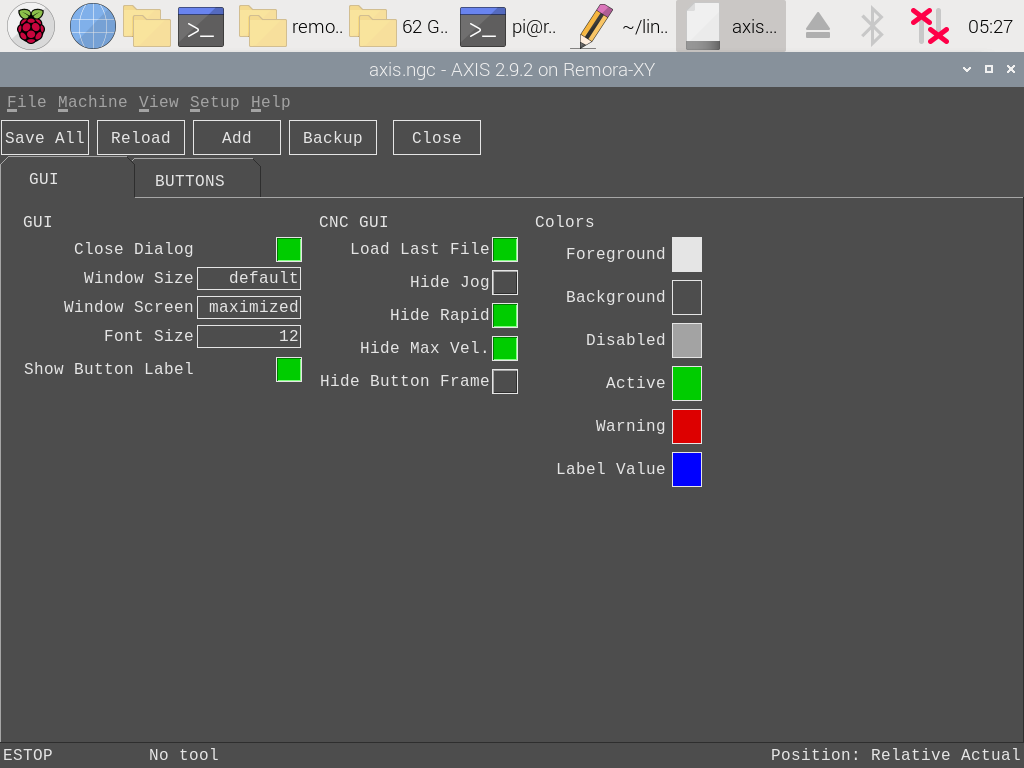 >_ remo.. 62 G.. >_ pi@r.. ~/lin.. axis... 05:27
axis.ngc - AXIS 2.9.2 on Remora-XY
File Machine View Setup Help
Save All Reload Add Backup Close
GUI BUTTONS
GUI CNC GUI Colors
Close Dialog Load Last File Foreground
Window Size default Hide Jog Background
Window Screen maximized Hide Rapid Disabled
Font Size 12 Hide Max Vel. Active
Show Button Label Hide Button Frame Warning
Label Value
ESTOP No tool Position: Relative Actual